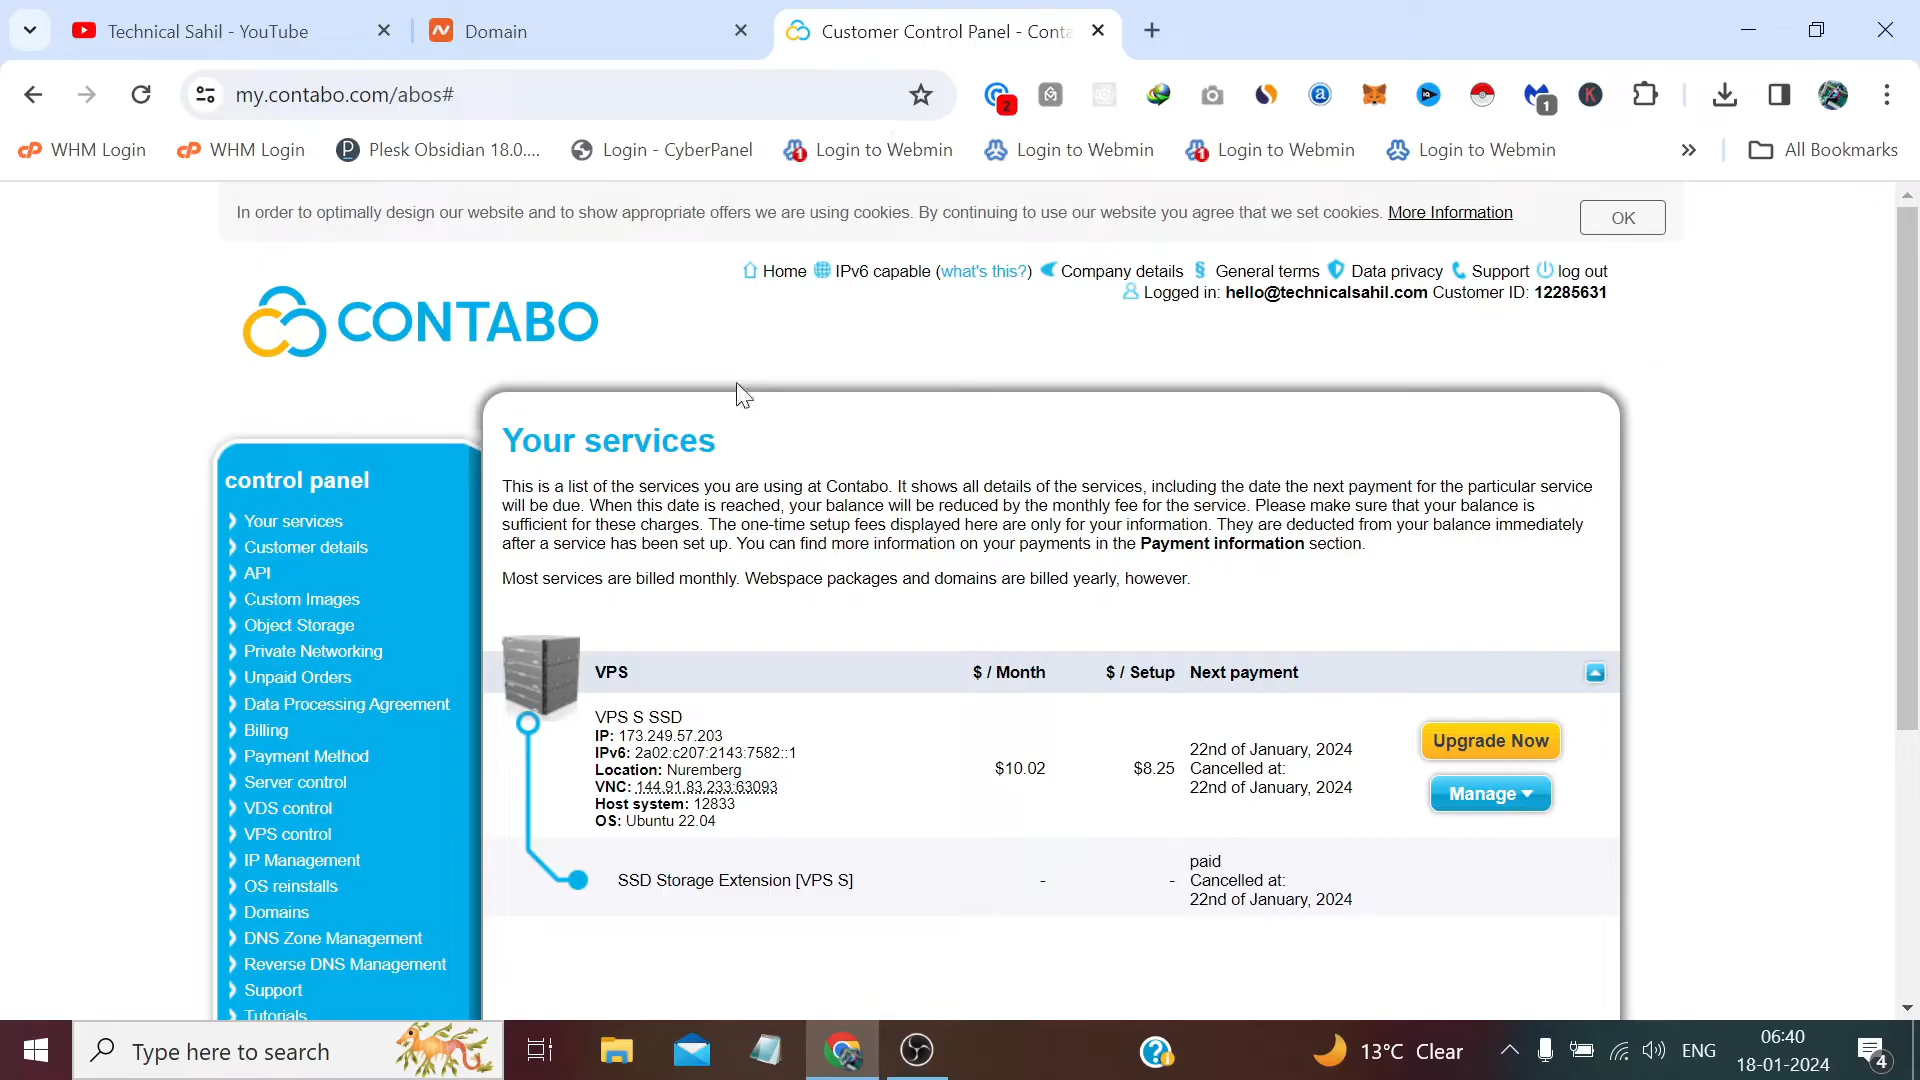 Technical Sahil - YouTube
Domain
Customer Control Panel - Conta
my.contabo.com/abos#
2
1
K
WHM Login
WHM Login
Plesk Obsidian 18.0....
Login - CyberPanel
Login to Webmin
Login to Webmin
Login to Webmin
Login to Webmin
All Bookmarks
In order to optimally design our website and to show appropriate offers we are using cookies. By continuing to use our website you agree that we set cookies. More Information
OK
Home IPv6 capable (what's this?) Company details § General terms Data privacy Support log out
Logged in: hello@technicalsahil.com Customer ID: 12285631
CONTABO
Your services
This is a list of the services you are using at Contabo. It shows all details of the services, including the date the next payment for the particular service
will be due. When this date is reached, your balance will be reduced by the monthly fee for the service. Please make sure that your balance is
sufficient for these charges. The one-time setup fees displayed here are only for your information. They are deducted from your balance immediately
after a service has been set up. You can find more information on your payments in the Payment information section.
Most services are billed monthly. Webspace packages and domains are billed yearly, however.
control panel
Your services
Customer details
API
Custom Images
Object Storage
Private Networking
Unpaid Orders
Data Processing Agreement
Billing
Payment Method
Server control
VDS control
VPS control
IP Management
OS reinstalls
Domains
DNS Zone Management
Reverse DNS Management
Support
Tutorials
VPS $ / Month $ / Setup Next payment
VPS S SSD
IP: 173.249.57.203
IPv6: 2a02:c207:2143:7582::1
Location: Nuremberg
VNC: 144.91.83.233:63093
Host system: 12833
OS: Ubuntu 22.04
$10.02
$8.25
22nd of January, 2024
Cancelled at:
22nd of January, 2024
Upgrade Now
Manage
SSD Storage Extension [VPS S]
-
-
paid
Cancelled at:
22nd of January, 2024
Type here to search
13°C Clear
ENG
06:40
18-01-2024
4